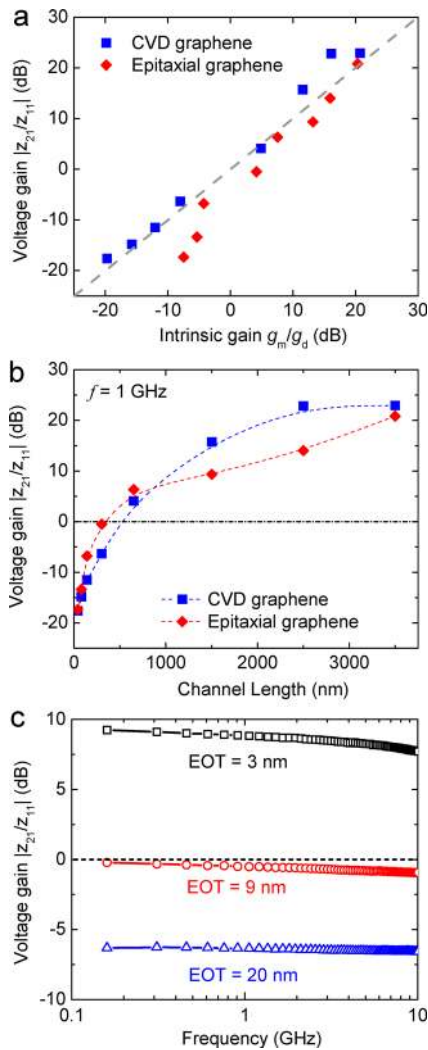 a
CVD graphene
Epitaxial graphene
Voltage gain |z21/z11| (dB)
30
20
10
0
-10
-20
-20 -10 0 10 20 30
Intrinsic gain gm/gd (dB)
b
f = 1 GHz
Voltage gain |z21/z11| (dB)
30
20
10
0
-10
-20
CVD graphene
Epitaxial graphene
0 1000 2000 3000
Channel Length (nm)
c
Voltage gain |z21/z11| (dB)
10
5
0
-5
-10
EOT = 3 nm
EOT = 9 nm
EOT = 20 nm
0.1 1 10
Frequency (GHz)